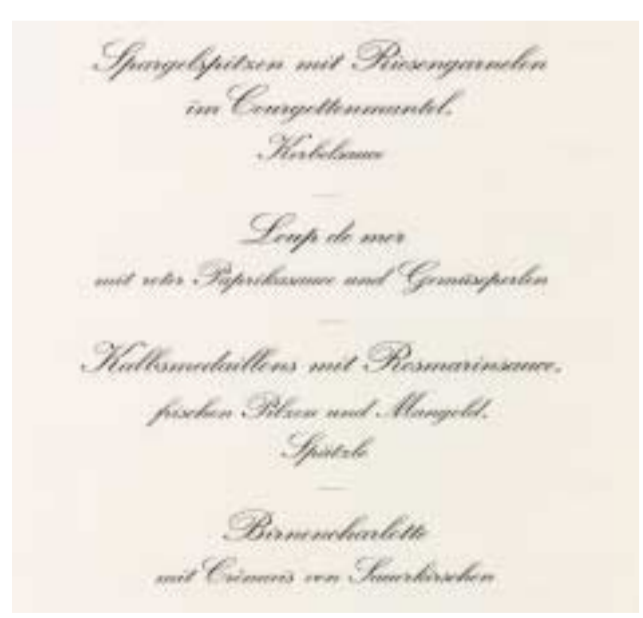 Spargelspitzen mit Riesengarnelen
im Courgettenmantel,
Kerbelsauce
Loup de mer
mit roter Paprikasauce und Gemüseperlen
Kalbsmedaillons mit Rosmarinsauce,
frischen Pilzen und Mangold,
Spätzle
Birnencharlotte
mit Crèmeis von Sauerkirschen